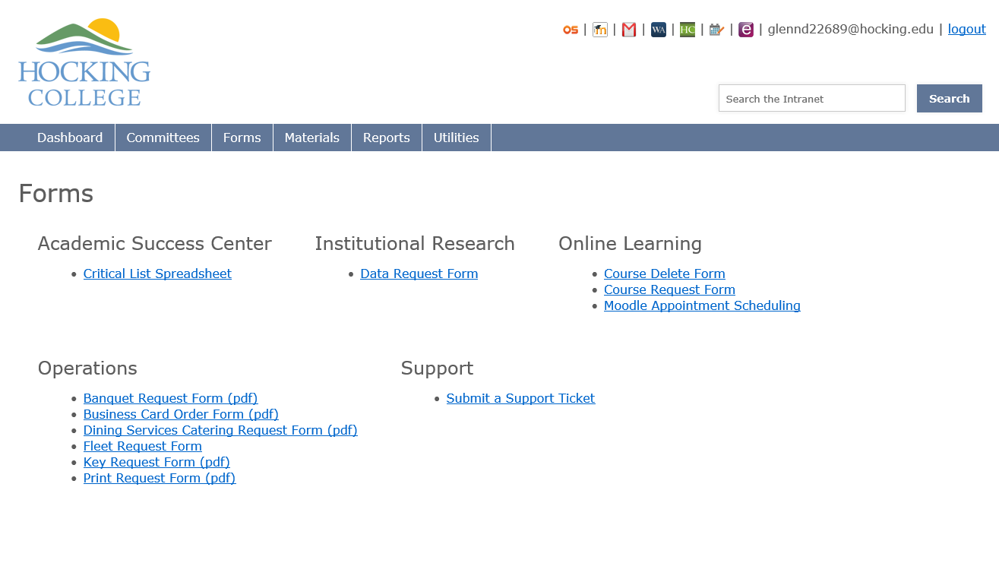 HOCKING
COLLEGE
OS | m | M | WA | HC | | e | glennd22689@hocking.edu | logout
Search the Intranet Search
Dashboard Committees Forms Materials Reports Utilities
Forms
Academic Success Center
• Critical List Spreadsheet
Institutional Research
• Data Request Form
Online Learning
• Course Delete Form
• Course Request Form
• Moodle Appointment Scheduling
Operations
• Banquet Request Form (pdf)
• Business Card Order Form (pdf)
• Dining Services Catering Request Form (pdf)
• Fleet Request Form
• Key Request Form (pdf)
• Print Request Form (pdf)
Support
• Submit a Support Ticket